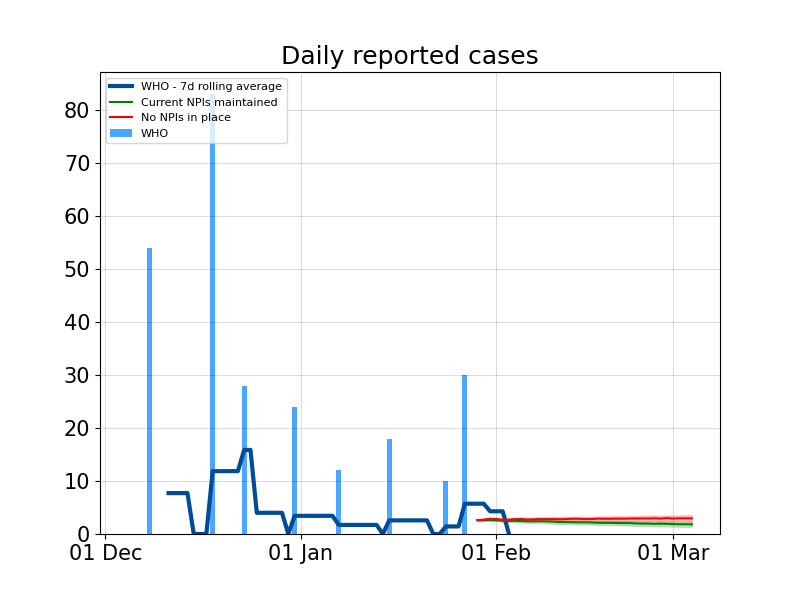 Daily reported cases
WHO - 7d rolling average
Current NPIs maintained
No NPIs in place
WHO
80
70
60
50
40
30
20
10
0
01 Dec 01 Jan 01 Feb 01 Mar